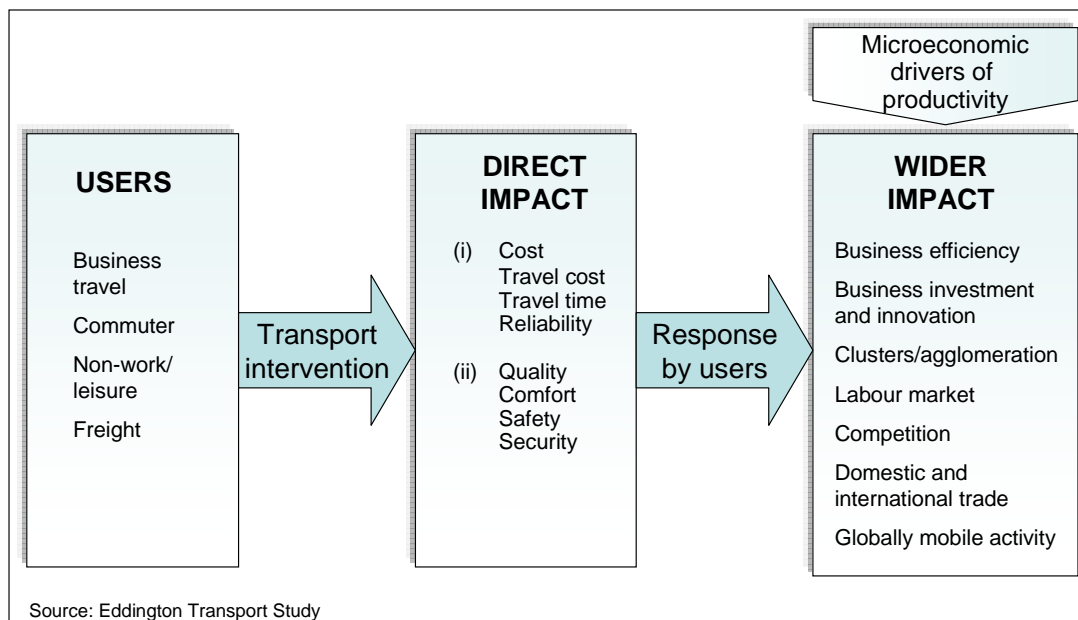 Microeconomic
drivers of
productivity
USERS
Business
travel
Commuter
Non-work/
leisure
Freight
Transport
intervention
DIRECT
IMPACT
(i) Cost
Travel cost
Travel time
Reliability
(ii) Quality
Comfort
Safety
Security
Response
by users
WIDER
IMPACT
Business efficiency
Business investment
and innovation
Clusters/agglomeration
Labour market
Competition
Domestic and
international trade
Globally mobile activity
Source: Eddington Transport Study